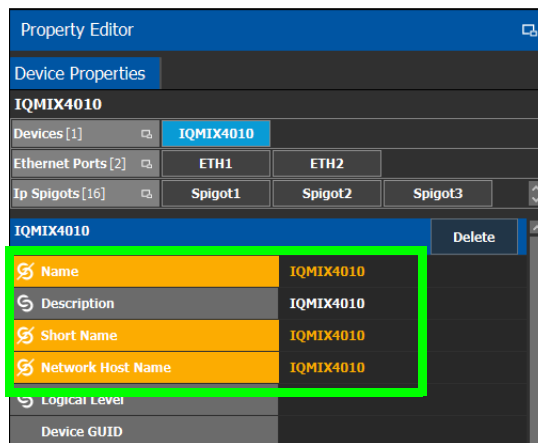 Property Editor
Device Properties
IQMIX4010
Devices [1] IQMIX4010
Ethernet Ports [2] ETH1 ETH2
Ip Spigots [16] Spigot1 Spigot2 Spigot3
IQMIX4010 Delete
Name IQMIX4010
Description IQMIX4010
Short Name IQMIX4010
Network Host Name IQMIX4010
Logical Level
Device GUID